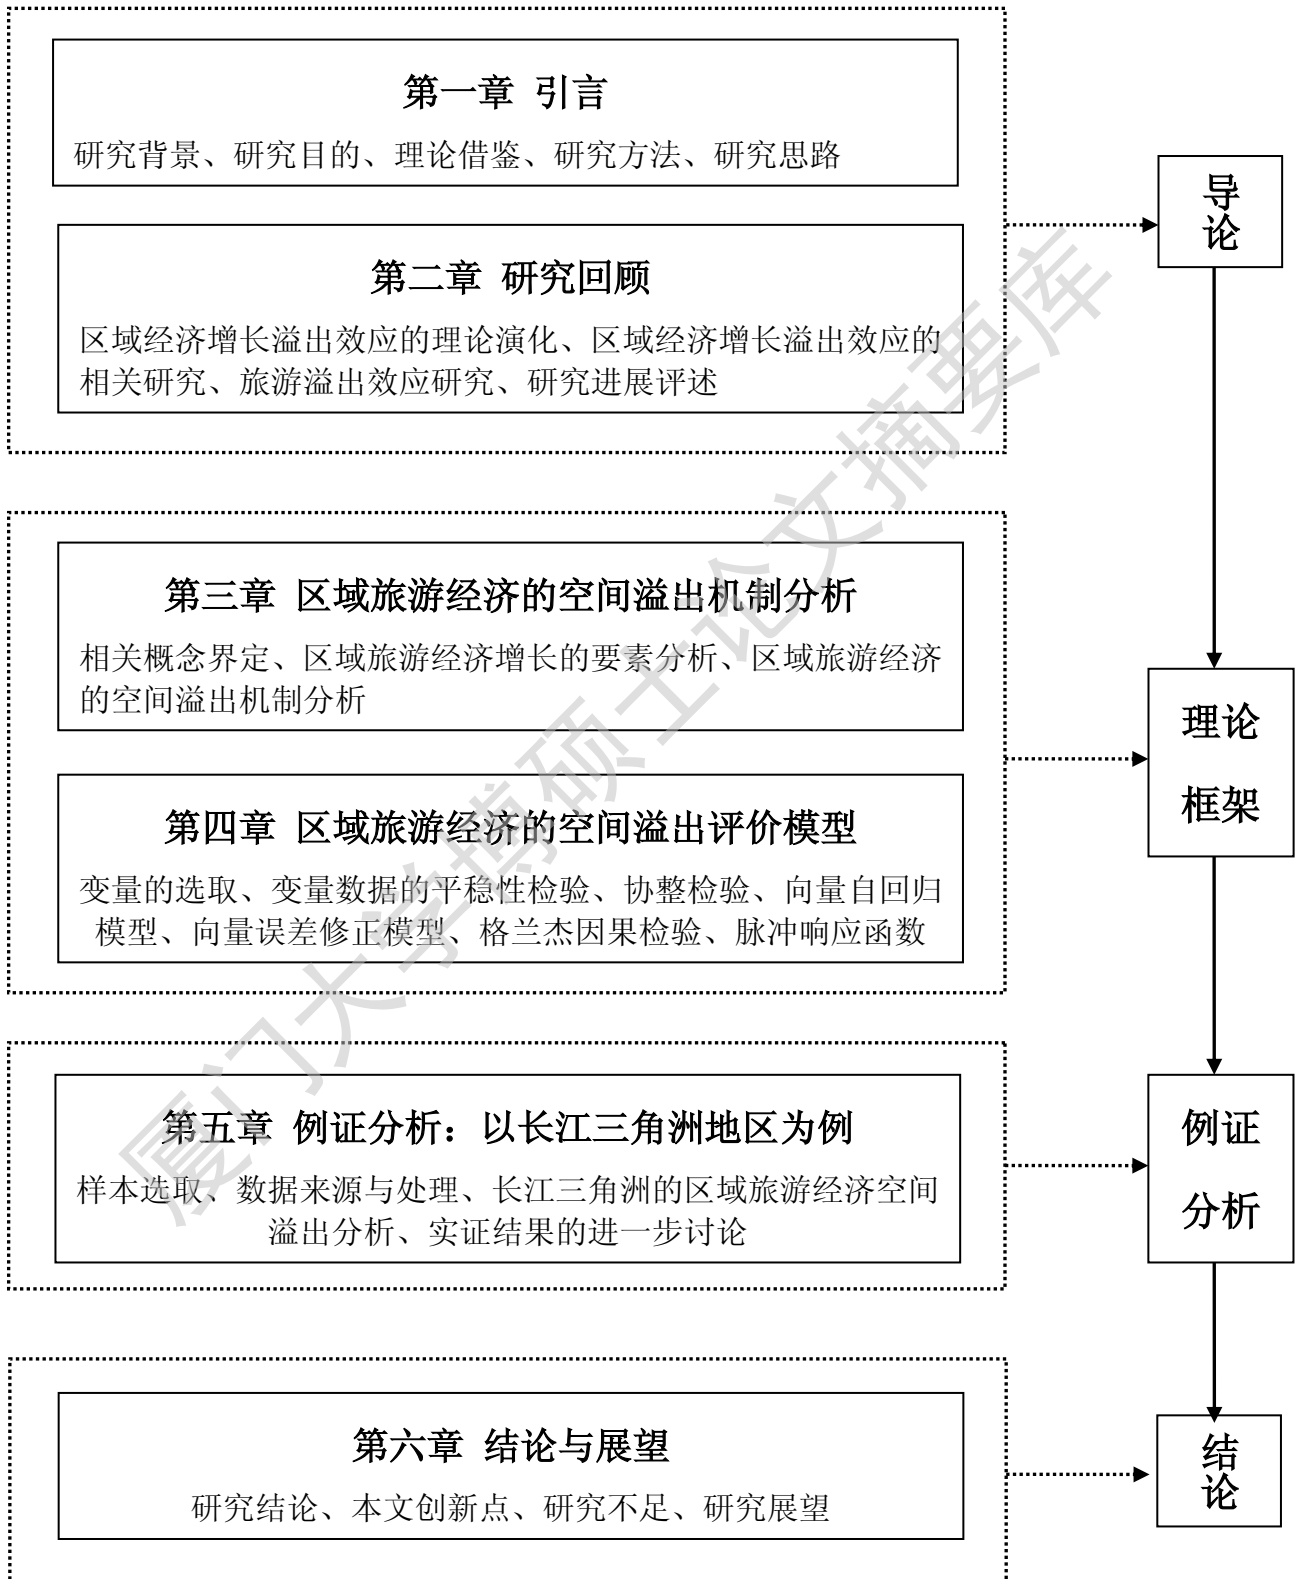 第一章 引言
研究背景、研究目的、理论借鉴、研究方法、研究思路
第二章 研究回顾
区域经济增长溢出效应的理论演化、区域经济增长溢出效应的
相关研究、旅游溢出效应研究、研究进展评述
导
论
第三章 区域旅游经济的空间溢出机制分析
相关概念界定、区域旅游经济增长的要素分析、区域旅游经济
的空间溢出机制分析
第四章 区域旅游经济的空间溢出评价模型
变量的选取、变量数据的平稳性检验、协整检验、向量自回归
模型、向量误差修正模型、格兰杰因果检验、脉冲响应函数
理论
框架
第五章 例证分析：以长江三角洲地区为例
样本选取、数据来源与处理、长江三角洲的区域旅游经济空间
溢出分析、实证结果的进一步讨论
例证
分析
第六章 结论与展望
研究结论、本文创新点、研究不足、研究展望
结
论
厦门大学博硕士论文摘要库